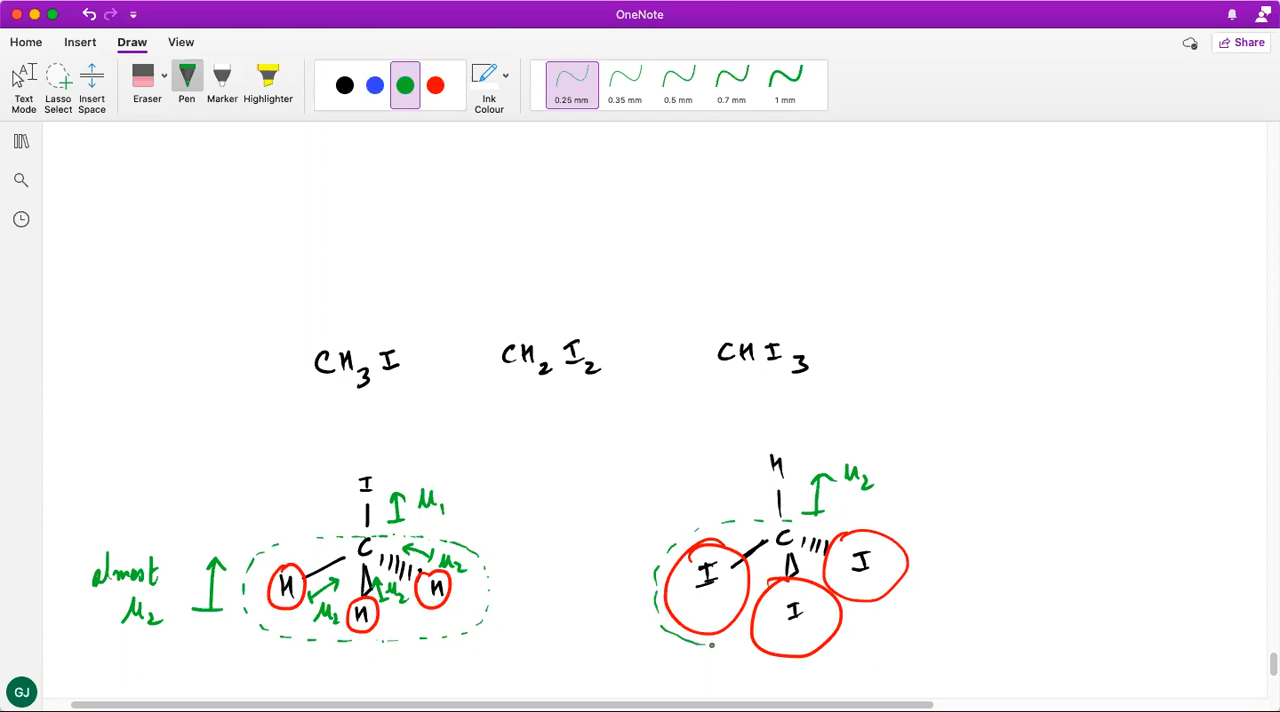 OneNote
Home Insert Draw View
Share
Text Mode
Lasso Select
Insert Space
Eraser
Pen
Marker
Highlighter
Ink Colour
0.25 mm
0.35 mm
0.5 mm
0.7 mm
1 mm
CH3I CH2I2 CHI3
I
μ1
C
H
H
H
μ2
μ2
μ2
almost
μ2
H
μ2
C
I
I
I
GJ